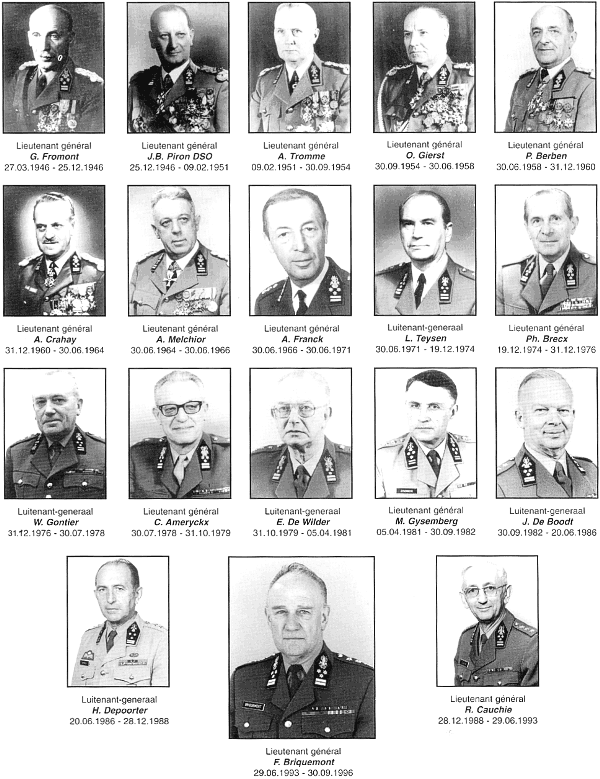 Lieutenant général
G. Fromont
27.03.1946 - 25.12.1946
Lieutenant général
J.B. Piron DSO
25.12.1946 - 09.02.1951
Lieutenant général
A. Tromme
09.02.1951 - 30.09.1954
Lieutenant général
O. Gierst
30.09.1954 - 30.06.1958
Lieutenant général
P. Berben
30.06.1958 - 31.12.1960
Lieutenant général
A. Crahay
31.12.1960 - 30.06.1964
Lieutenant général
A. Melchior
30.06.1964 - 30.06.1966
Lieutenant général
A. Franck
30.06.1966 - 30.06.1971
Luitenant-generaal
L. Teysen
30.06.1971 - 19.12.1974
Lieutenant général
Ph. Brecx
19.12.1974 - 31.12.1976
Luitenant-generaal
W. Gontier
31.12.1976 - 30.07.1978
Lieutenant général
C. Ameryckx
30.07.1978 - 31.10.1979
Luitenant-generaal
E. De Wilder
31.10.1979 - 05.04.1981
Lieutenant général
M. Gysemberg
05.04.1981 - 30.09.1982
Luitenant-generaal
J. De Boodt
30.09.1982 - 20.06.1986
Luitenant-generaal
H. Depoorter
20.06.1986 - 28.12.1988
Lieutenant général
F. Briquemont
29.06.1993 - 30.09.1996
Lieutenant général
R. Cauchie
28.12.1988 - 29.06.1993